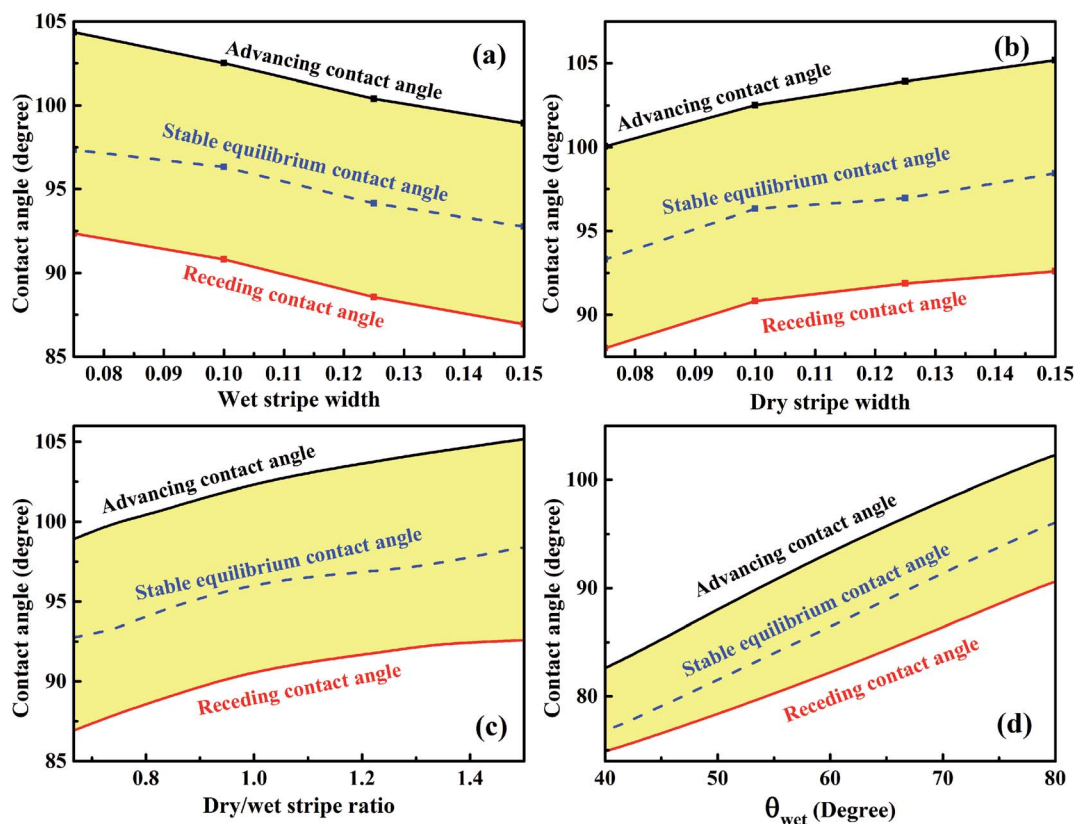 105
100
95
90
85
Contact angle (degree)
(a)
Advancing contact angle
Stable equilibrium contact angle
Receding contact angle
0.08 0.09 0.10 0.11 0.12 0.13 0.14 0.15
Wet stripe width
105
100
95
90
Contact angle (degree)
(b)
Advancing contact angle
Stable equilibrium contact angle
Receding contact angle
0.08 0.09 0.10 0.11 0.12 0.13 0.14 0.15
Dry stripe width
105
100
95
90
85
Contact angle (degree)
Advancing contact angle
Stable equilibrium contact angle
Receding contact angle
(c)
0.8 1.0 1.2 1.4
Dry/wet stripe ratio
100
90
80
Contact angle (degree)
Advancing contact angle
Stable equilibrium contact angle
Receding contact angle
(d)
40 50 60 70 80
θwet (Degree)